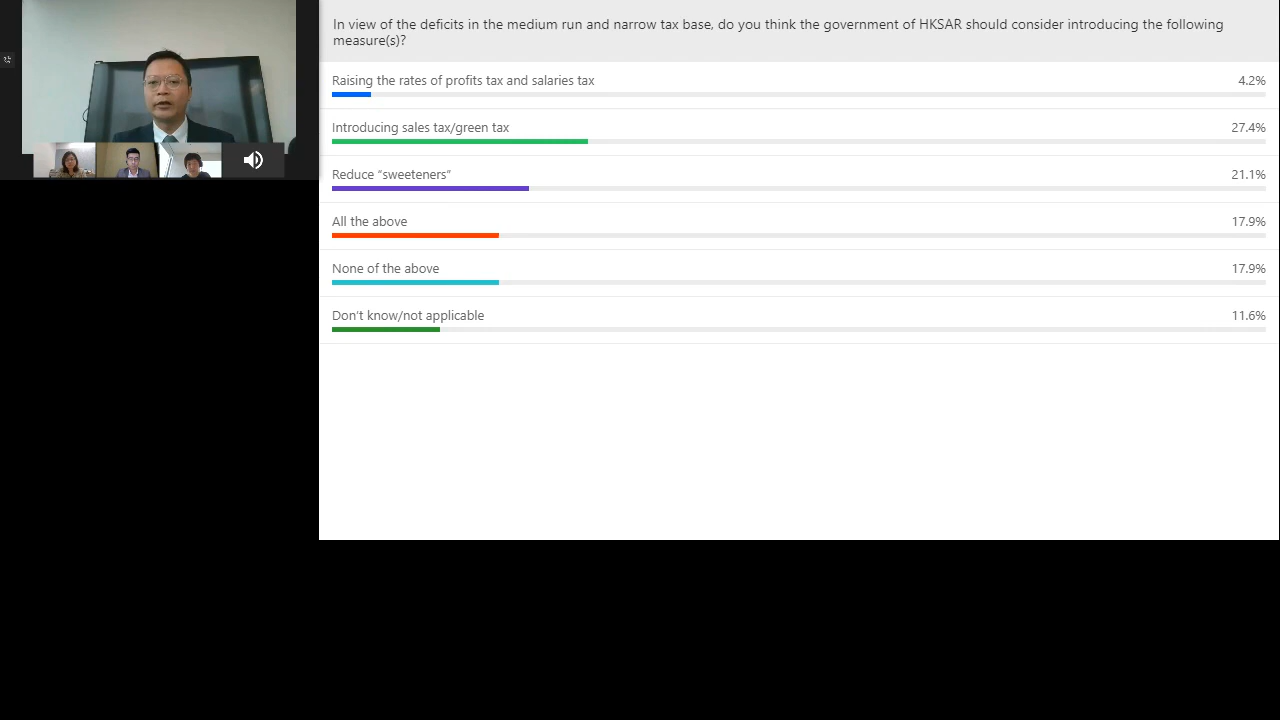 In view of the deficits in the medium run and narrow tax base, do you think the government of HKSAR should consider introducing the following
measure(s)?
Raising the rates of profits tax and salaries tax 4.2%
Introducing sales tax/green tax 27.4%
Reduce “sweeteners” 21.1%
All the above 17.9%
None of the above 17.9%
Don’t know/not applicable 11.6%